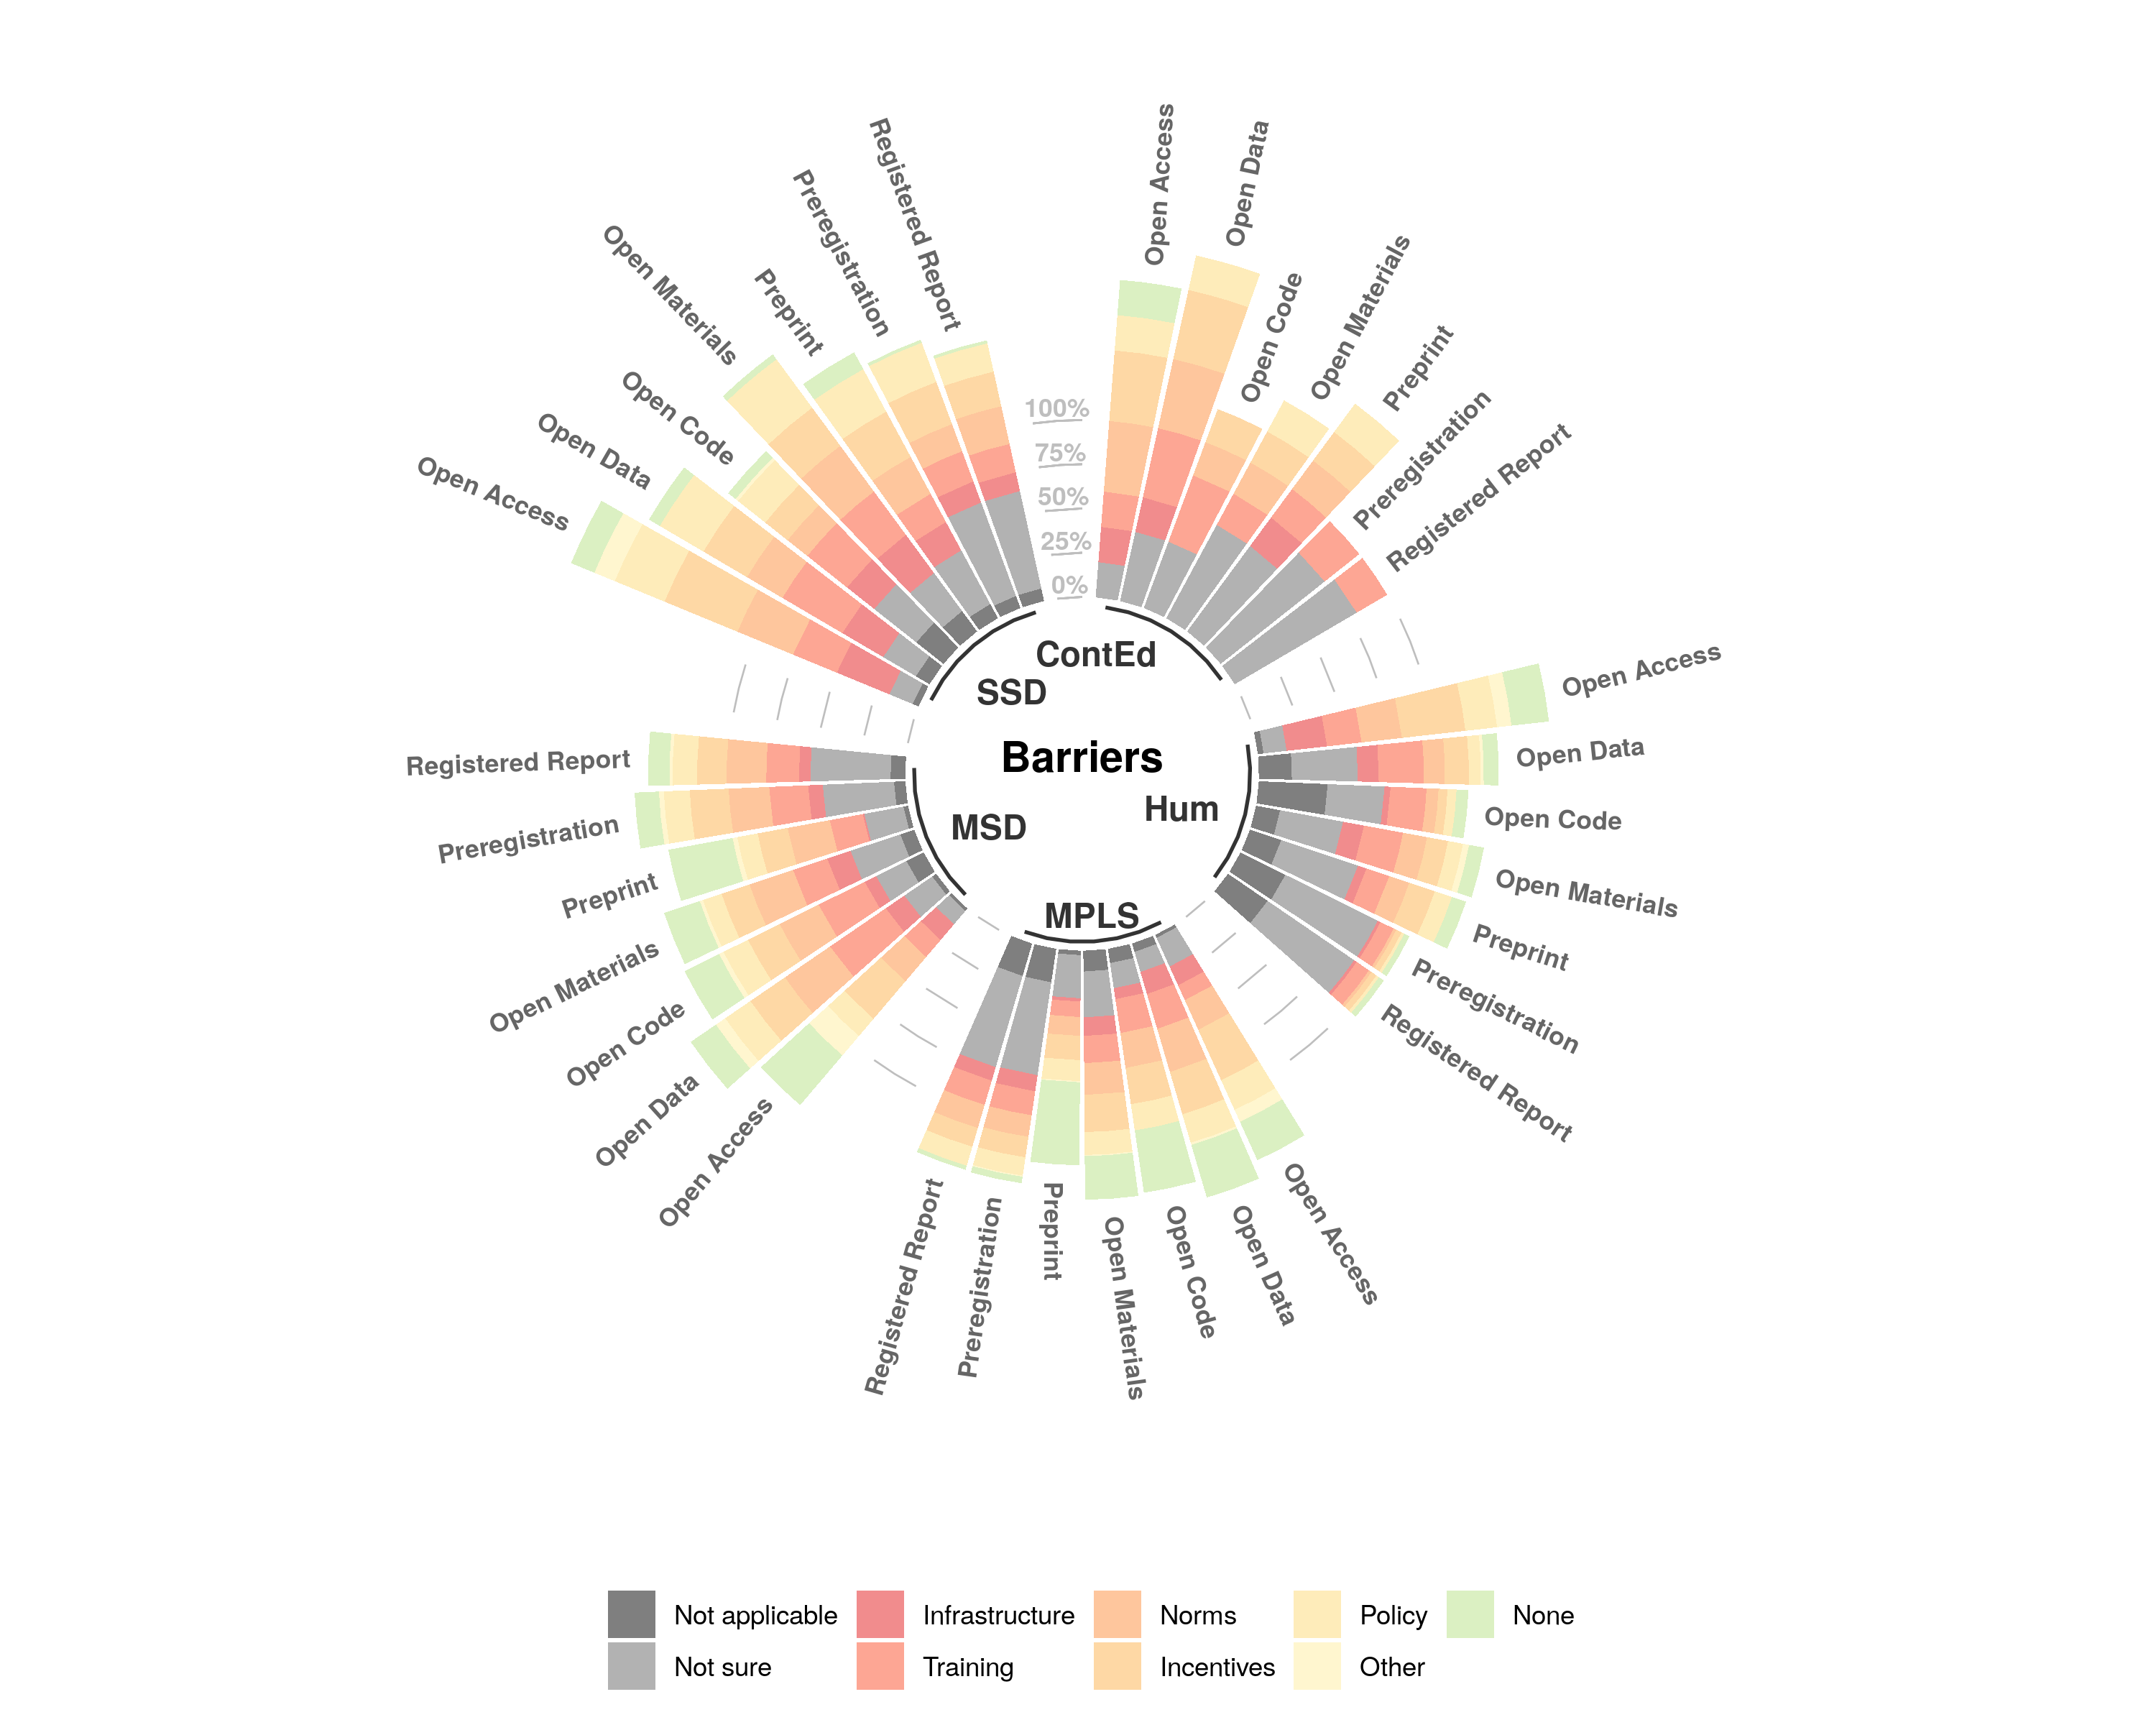 Open Access
Open Data
Open Code
Open Materials
Preprint
Preregistration
Registered Report
Open Access
Open Data
Open Code
Open Materials
Preprint
Preregistration
Registered Report
Open Access
Open Data
Open Code
Open Materials
Preprint
Preregistration
Registered Report
Open Access
Open Data
Open Code
Open Materials
Preprint
Preregistration
Registered Report
Open Access
Open Data
Open Code
Open Materials
Preprint
Preregistration
Registered Report
100%
75%
50%
25%
0%
ContEd
SSD
Barriers
Hum
MSD
MPLS
Not applicable
Infrastructure
Norms
Policy
None
Not sure
Training
Incentives
Other